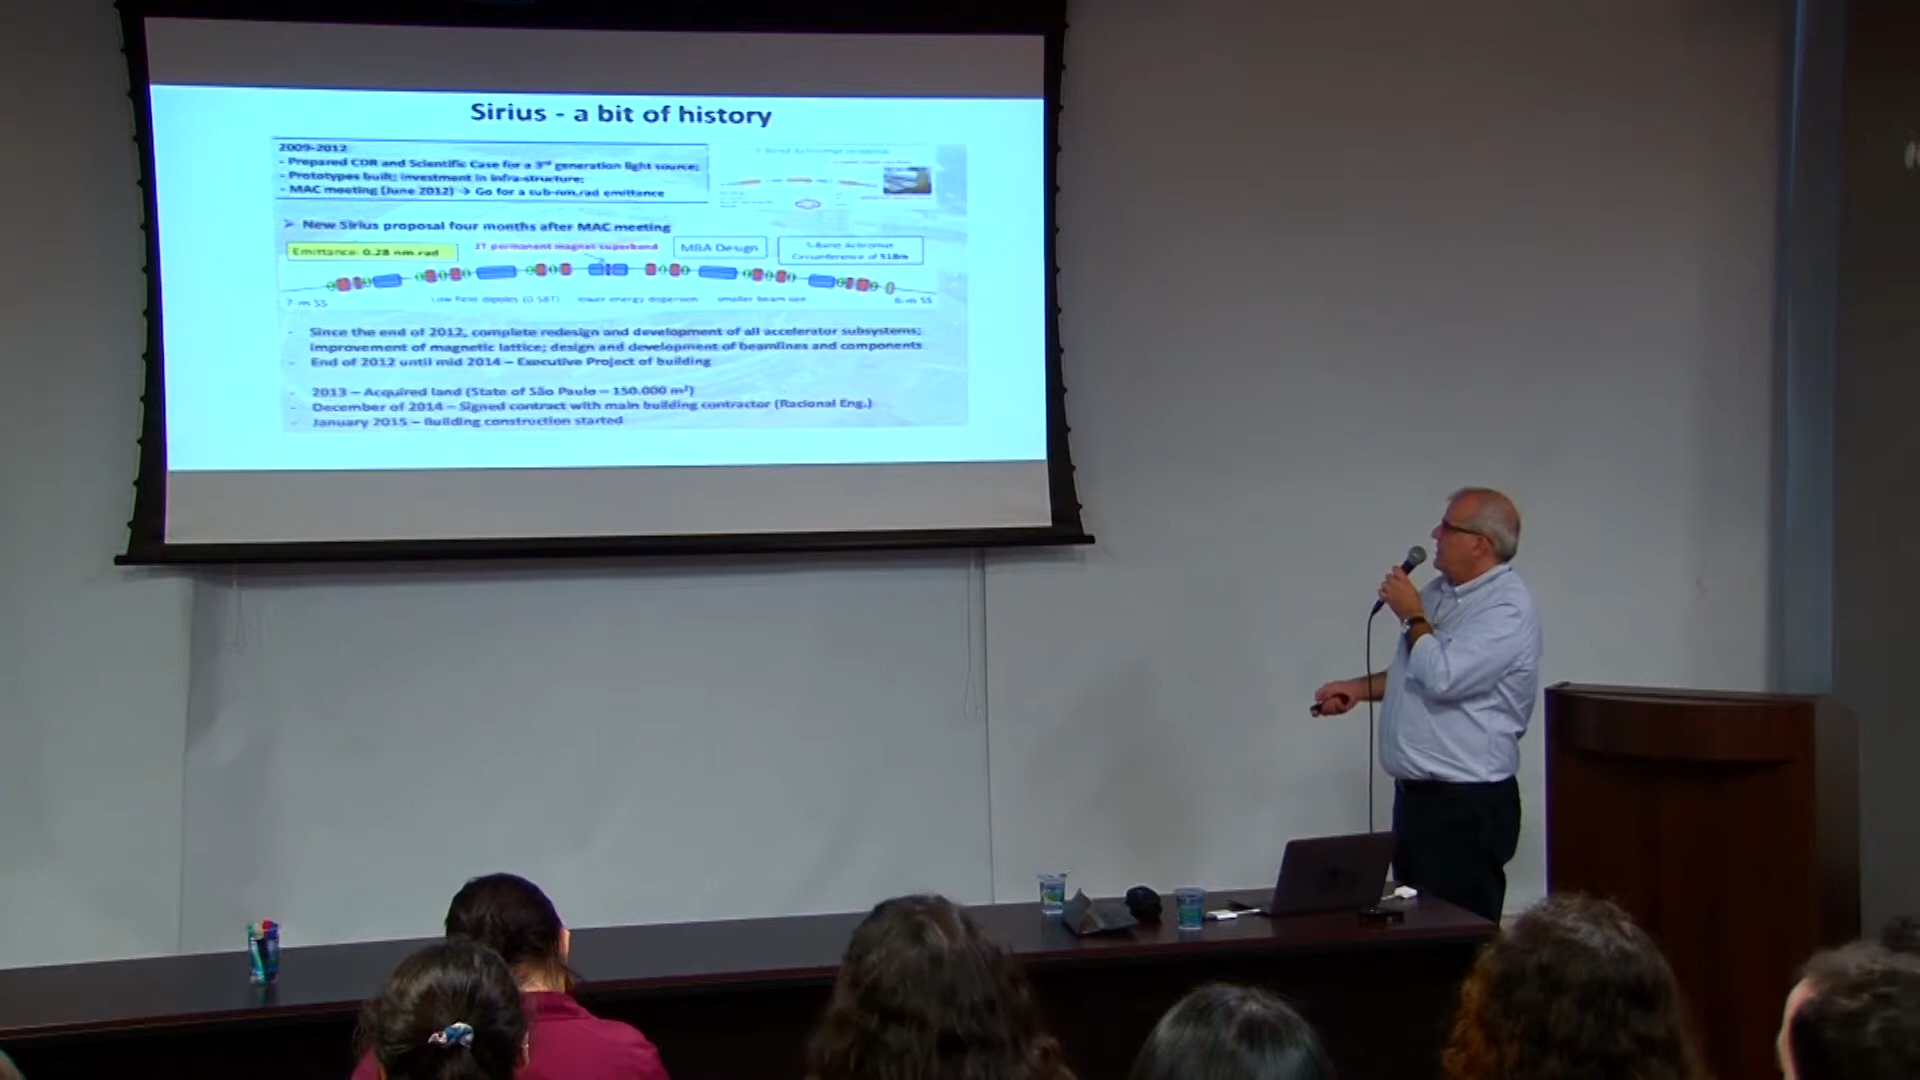 Sirius - a bit of history
2009-2012
- Prepared CDR and Scientific Case for a 3rd generation light source;
- Prototypes built; investment in infra-structure;
- MAC meeting (June 2012) → Go for a sub-nm.rad emittance
➢ New Sirius proposal four months after MAC meeting
Emittance: 0.28 nm.rad
2T permanent magnet superbend
MBA Design
5-Bend Achromat
Circumference of 518m
7-m SS
Low field dipoles (0.58T)
lower energy dispersion
smaller beam size
6-m SS
- Since the end of 2012, complete redesign and development of all accelerator subsystems;
improvement of magnetic lattice; design and development of beamlines and components
- End of 2012 until mid 2014 – Executive Project of building
- 2013 – Acquired land (State of São Paulo – 150.000 m²)
- December of 2014 – Signed contract with main building contractor (Racional Eng.)
- January 2015 – Building construction started